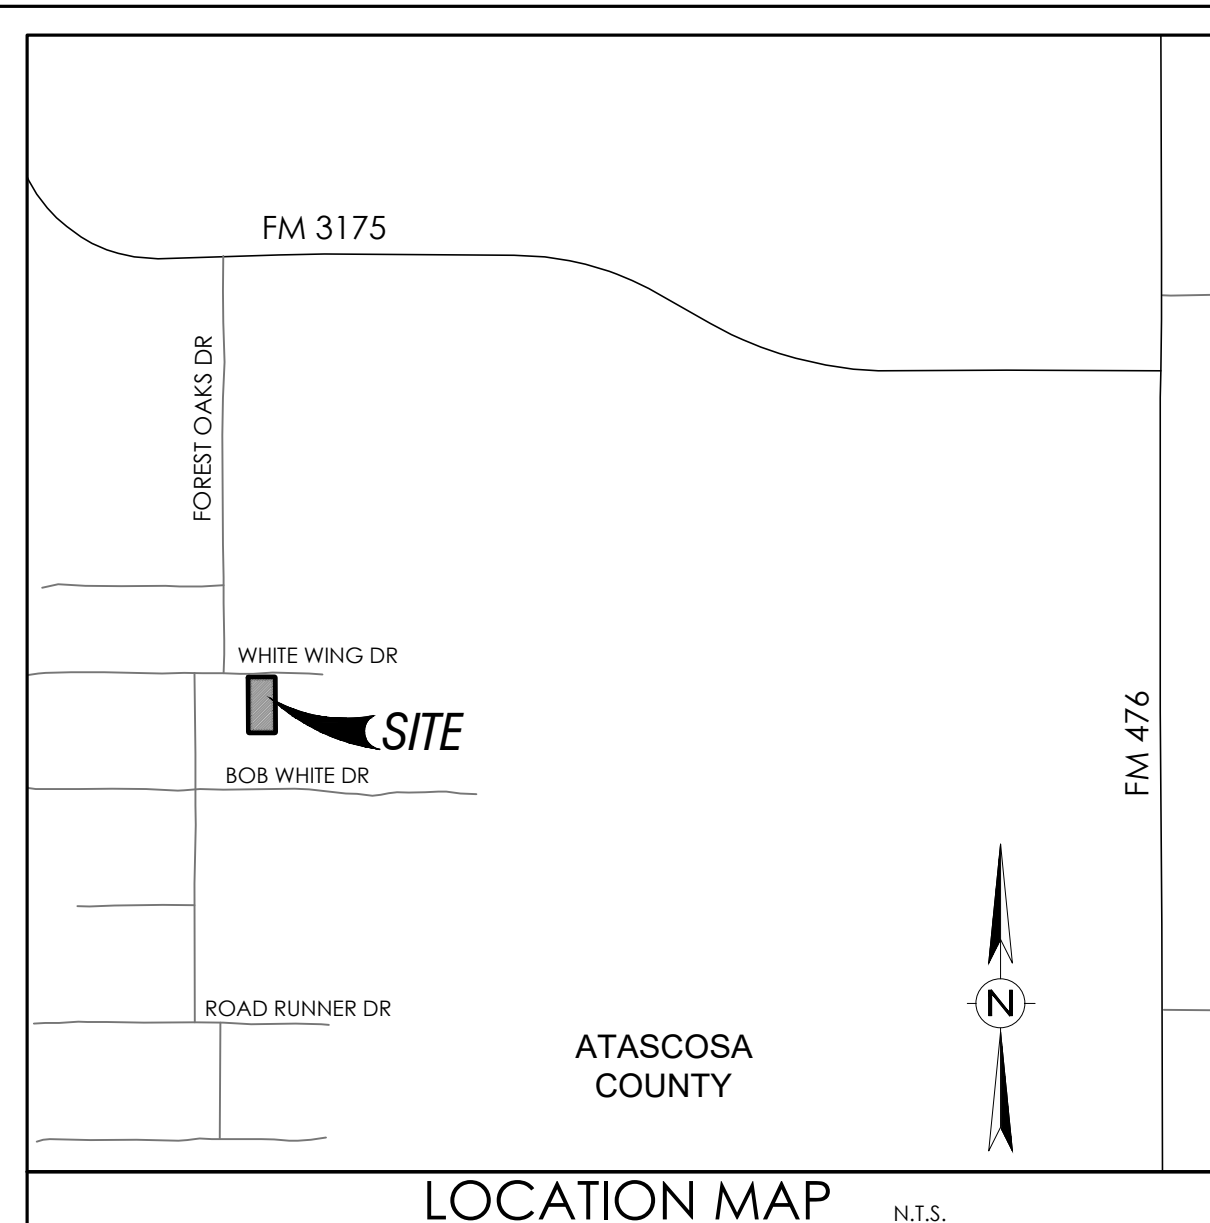 FM 3175
FOREST OAKS DR
WHITE WING DR
SITE
FM 476
BOB WHITE DR
N
ROAD RUNNER DR
ATASCOSA
COUNTY
LOCATION MAP
N.T.S.